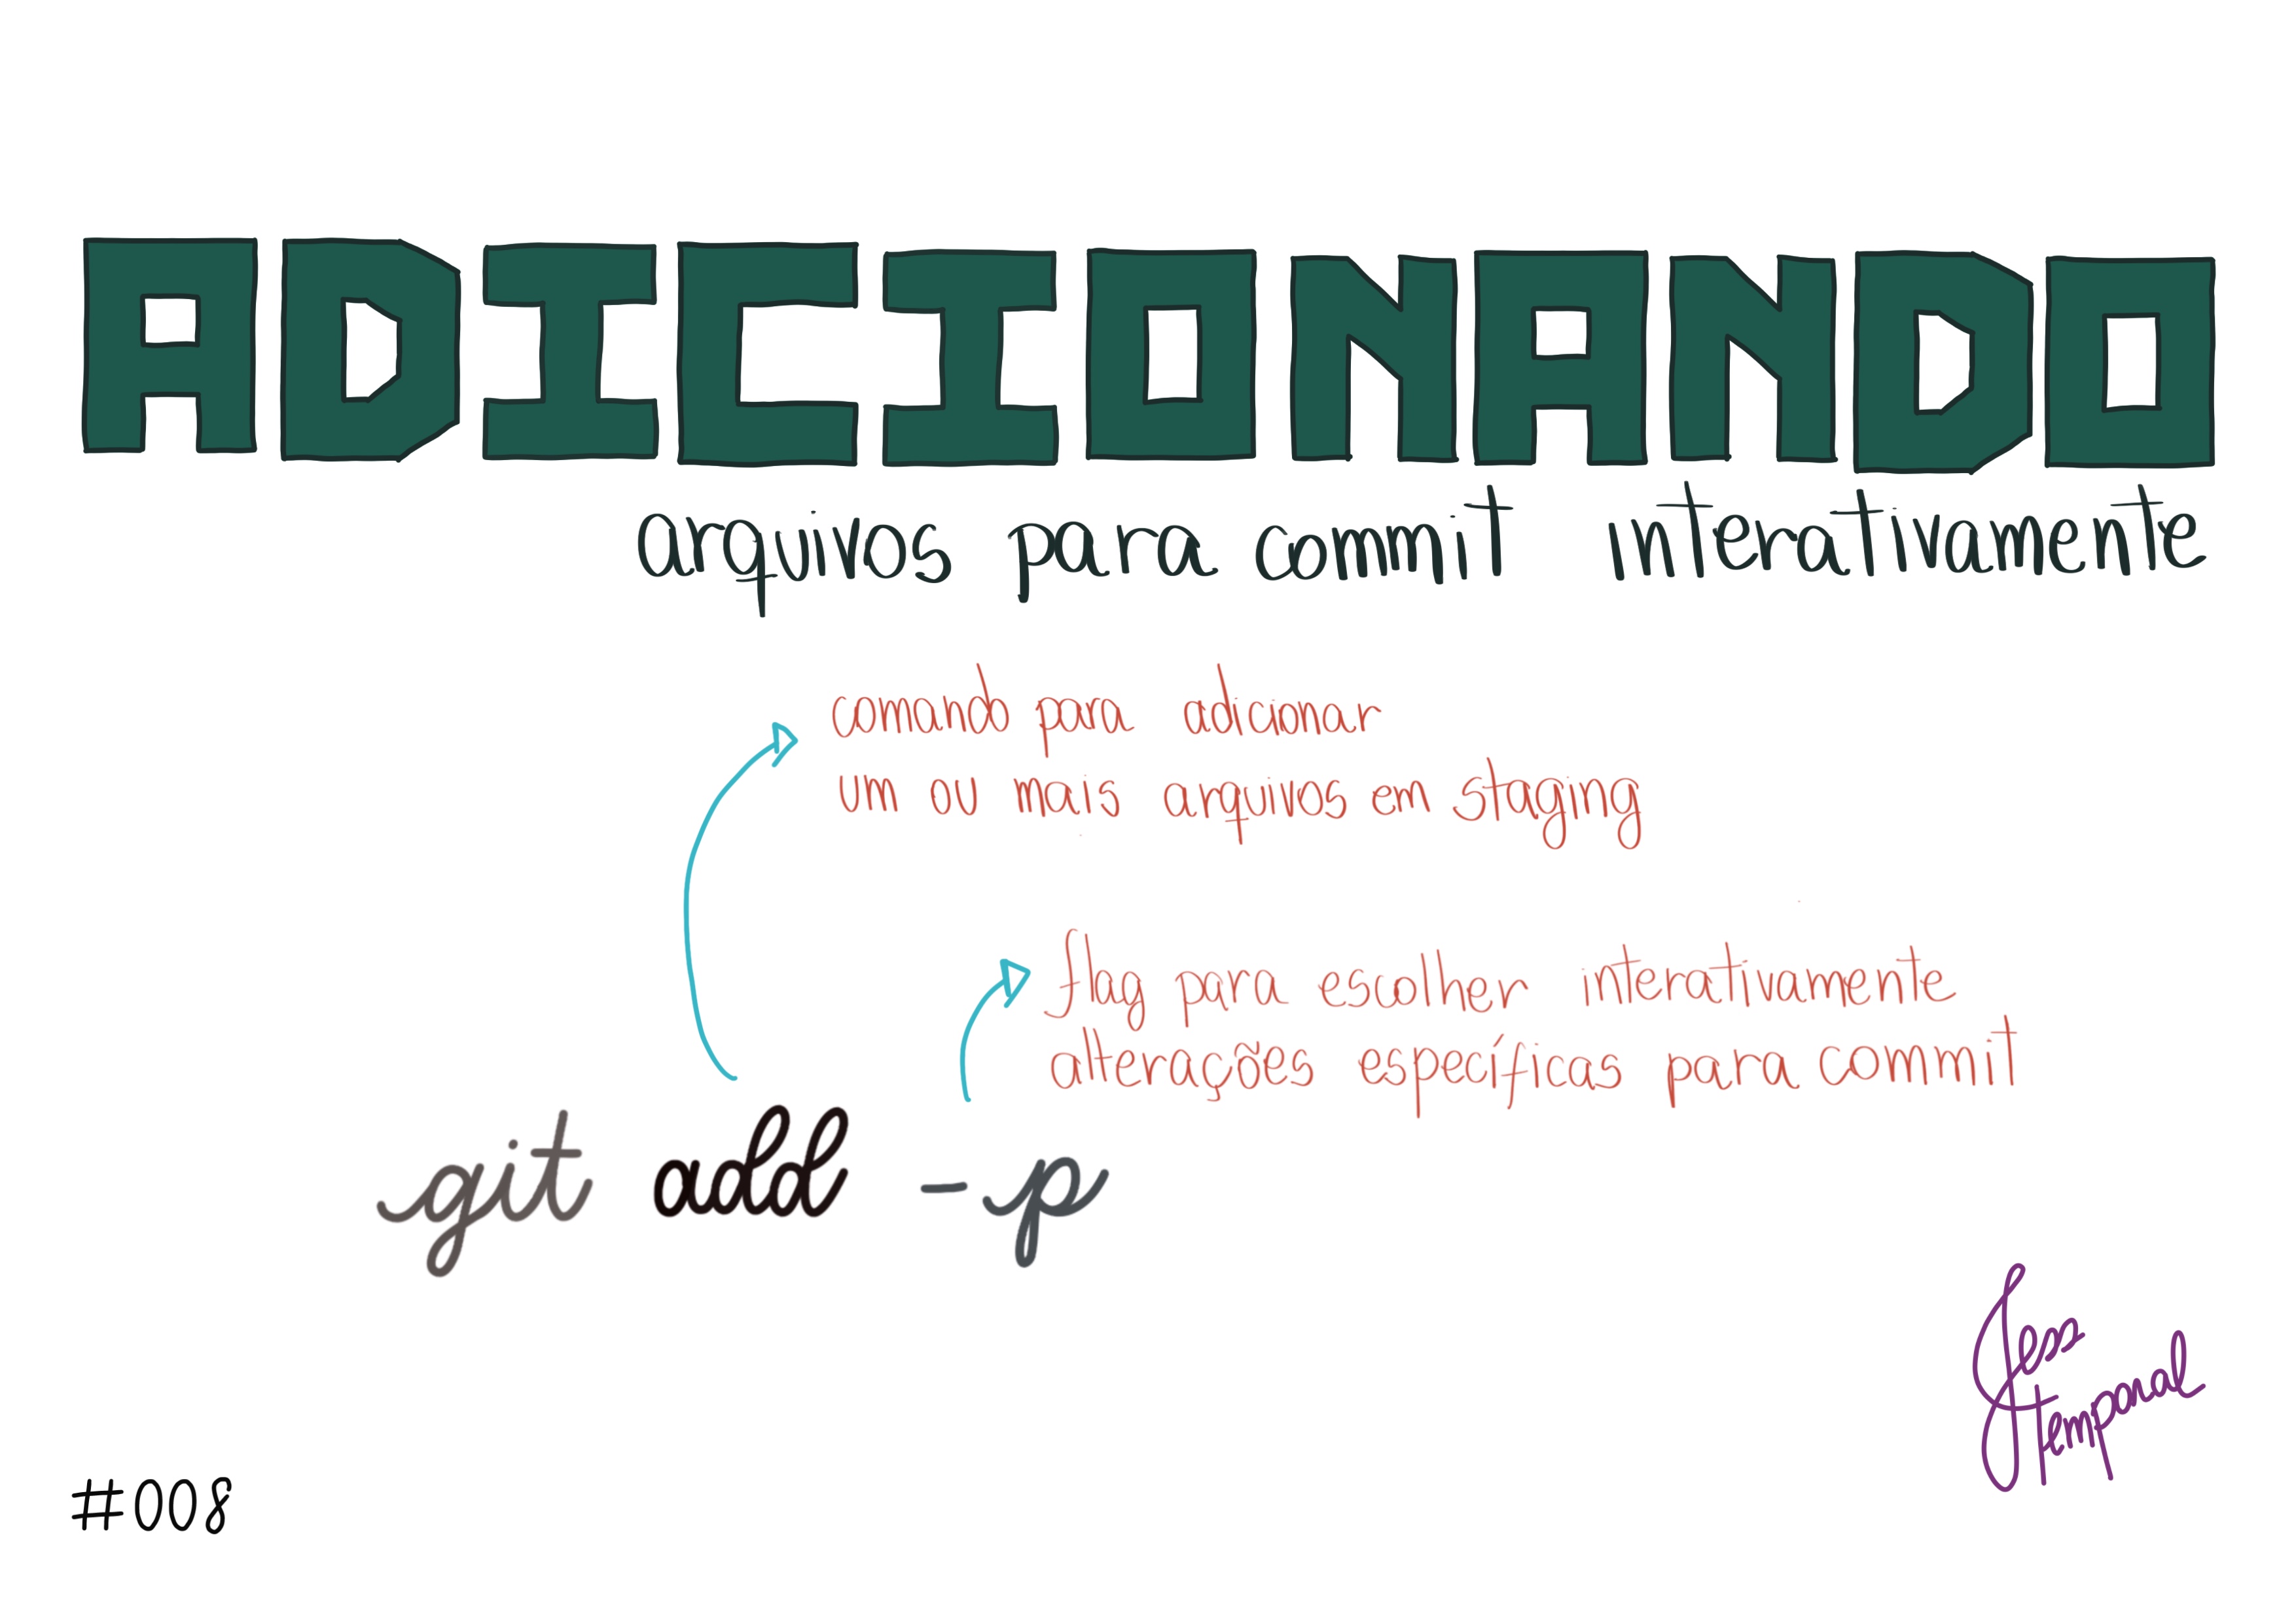 ADICIONANDO
arquivos para commit interativamente
comando para adicionar
um ou mais arquivos em staging
flag para escolher interativamente
alterações específicas para commit
git add -p
Jess
temporal
#008